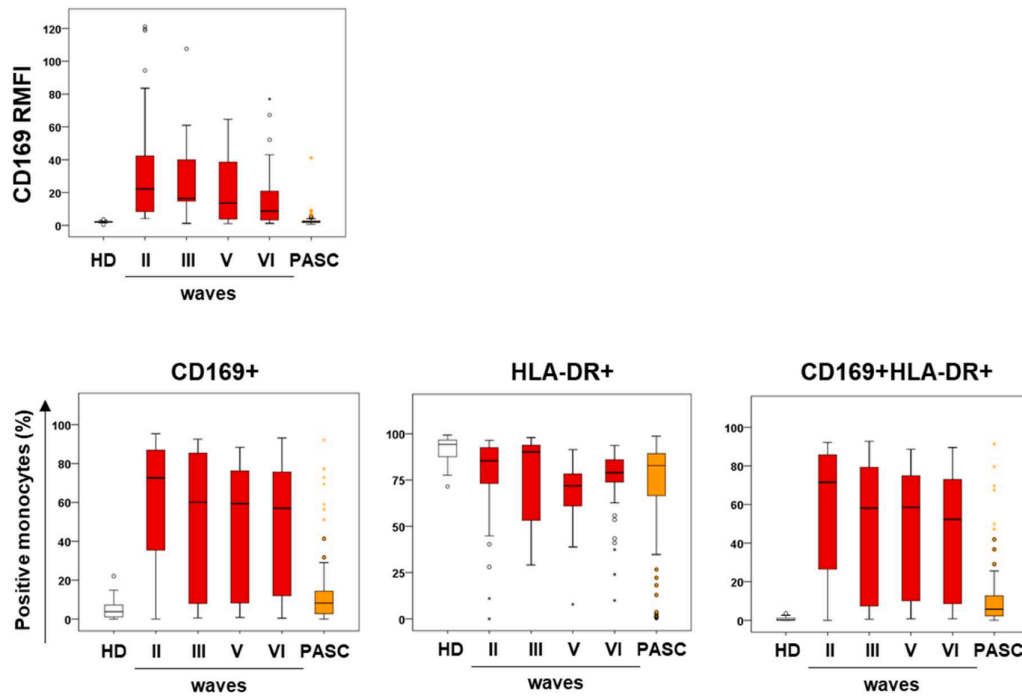 CD169 RMFI
120
100
80
60
40
20
0
HD II III V VI PASC
waves
Positive monocytes (%)
CD169+
100
80
60
40
20
0
HD II III V VI PASC
waves
HLA-DR+
100
75
50
25
0
HD II III V VI PASC
waves
CD169+HLA-DR+
100
80
60
40
20
0
HD II III V VI PASC
waves